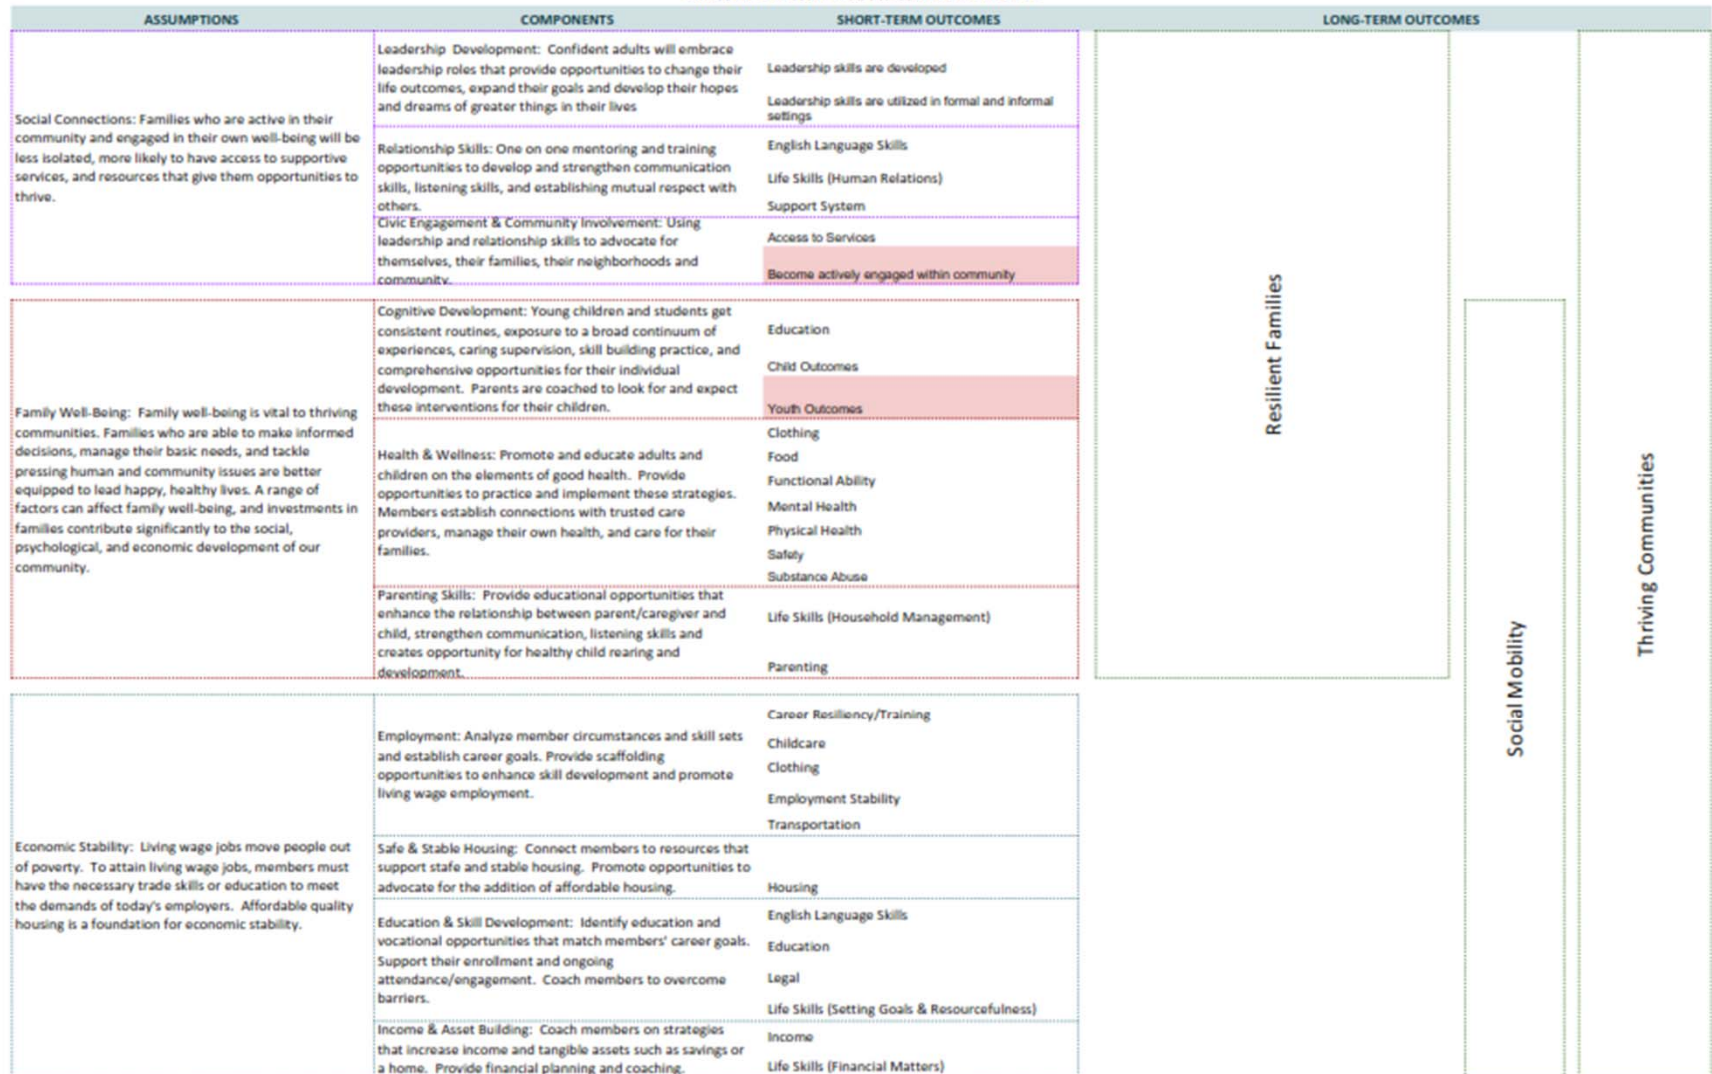 ASSUMPTIONS COMPONENTS SHORT-TERM OUTCOMES LONG-TERM OUTCOMES
Social Connections: Families who are active in their
community and engaged in their own well-being will be
less isolated, more likely to have access to supportive
services, and resources that give them opportunities to
thrive.
Leadership Development: Confident adults will embrace
leadership roles that provide opportunities to change their
life outcomes, expand their goals and develop their hopes
and dreams of greater things in their lives
Leadership skills are developed
Leadership skills are utilized in formal and informal
settings
Relationship Skills: One on one mentoring and training
opportunities to develop and strengthen communication
skills, listening skills, and establishing mutual respect with
others.
English Language Skills
Life Skills (Human Relations)
Support System
Civic Engagement & Community Involvement: Using
leadership and relationship skills to advocate for
themselves, their families, their neighborhoods and
community.
Access to Services
Become actively engaged within community
Family Well-Being: Family well-being is vital to thriving
communities. Families who are able to make informed
decisions, manage their basic needs, and tackle
pressing human and community issues are better
equipped to lead happy, healthy lives. A range of
factors can affect family well-being, and investments in
families contribute significantly to the social,
psychological, and economic development of our
community.
Cognitive Development: Young children and students get
consistent routines, exposure to a broad continuum of
experiences, caring supervision, skill building practice, and
comprehensive opportunities for their individual
development. Parents are coached to look for and expect
these interventions for their children.
Education
Child Outcomes
Youth Outcomes
Health & Wellness: Promote and educate adults and
children on the elements of good health. Provide
opportunities to practice and implement these strategies.
Members establish connections with trusted care
providers, manage their own health, and care for their
families.
Clothing
Food
Functional Ability
Mental Health
Physical Health
Safety
Substance Abuse
Parenting Skills: Provide educational opportunities that
enhance the relationship between parent/caregiver and
child, strengthen communication, listening skills and
creates opportunity for healthy child rearing and
development.
Life Skills (Household Management)
Parenting
Economic Stability: Living wage jobs move people out
of poverty. To attain living wage jobs, members must
have the necessary trade skills or education to meet
the demands of today's employers. Affordable quality
housing is a foundation for economic stability.
Employment: Analyze member circumstances and skill sets
and establish career goals. Provide scaffolding
opportunities to enhance skill development and promote
living wage employment.
Career Resiliency/Training
Childcare
Clothing
Employment Stability
Transportation
Safe & Stable Housing: Connect members to resources that
support stafe and stable housing. Promote opportunities to
advocate for the addition of affordable housing.
Housing
Education & Skill Development: Identify education and
vocational opportunities that match members' career goals.
Support their enrollment and ongoing
attendance/engagement. Coach members to overcome
barriers.
English Language Skills
Education
Legal
Life Skills (Setting Goals & Resourcefulness)
Income & Asset Building: Coach members on strategies
that increase income and tangible assets such as savings or
a home. Provide financial planning and coaching.
Income
Life Skills (Financial Matters)
Resilient Families
Social Mobility
Thriving Communities